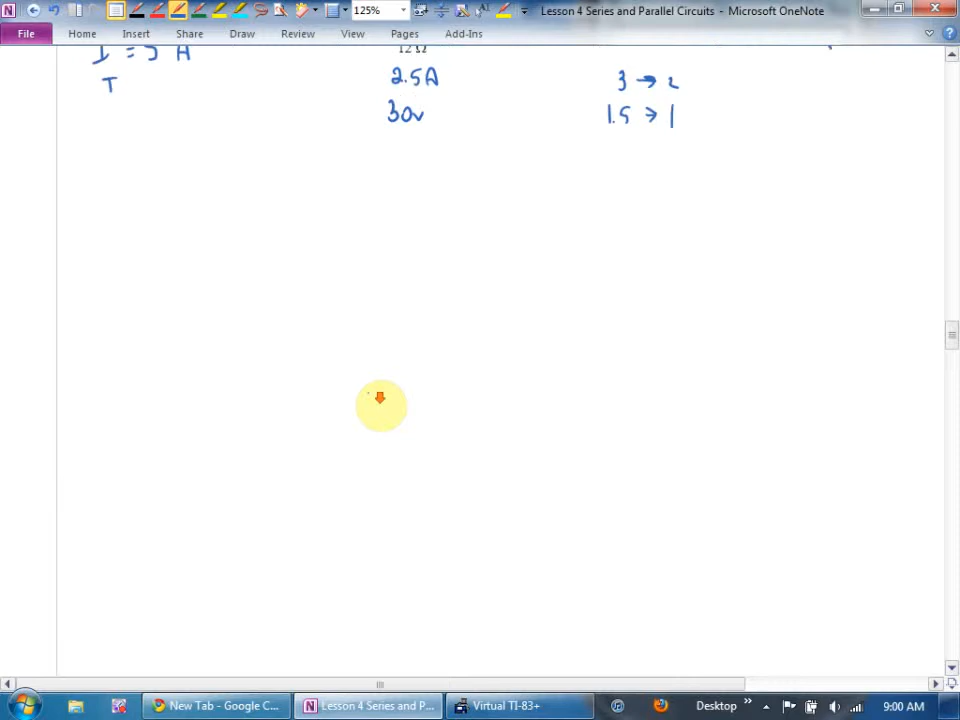 125%
Lesson 4 Series and Parallel Circuits - Microsoft OneNote
File Home Insert Share Draw Review View Pages Add-Ins
I = 5 A
12 Ω
2.5A
3 → 2
30v
1.5 → 1
New Tab - Google C...
Lesson 4 Series and P...
Virtual TI-83+
Desktop
9:00 AM